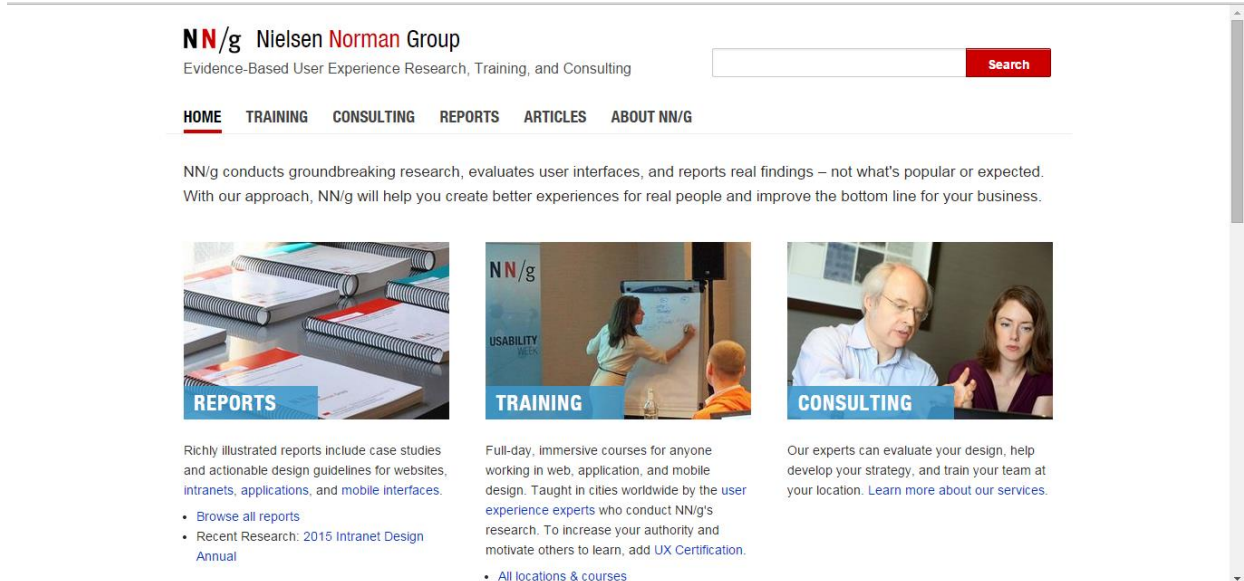 NN/g Nielsen Norman Group
Evidence-Based User Experience Research, Training, and Consulting
Search
HOME TRAINING CONSULTING REPORTS ARTICLES ABOUT NN/G
NN/g conducts groundbreaking research, evaluates user interfaces, and reports real findings – not what's popular or expected.
With our approach, NN/g will help you create better experiences for real people and improve the bottom line for your business.
NN/g
USABILITY
WEEK
REPORTS
TRAINING
CONSULTING
Richly illustrated reports include case studies
and actionable design guidelines for websites,
intranets, applications, and mobile interfaces.
• Browse all reports
• Recent Research: 2015 Intranet Design
Annual
Full-day, immersive courses for anyone
working in web, application, and mobile
design. Taught in cities worldwide by the user
experience experts who conduct NN/g's
research. To increase your authority and
motivate others to learn, add UX Certification.
• All locations & courses
Our experts can evaluate your design, help
develop your strategy, and train your team at
your location. Learn more about our services.